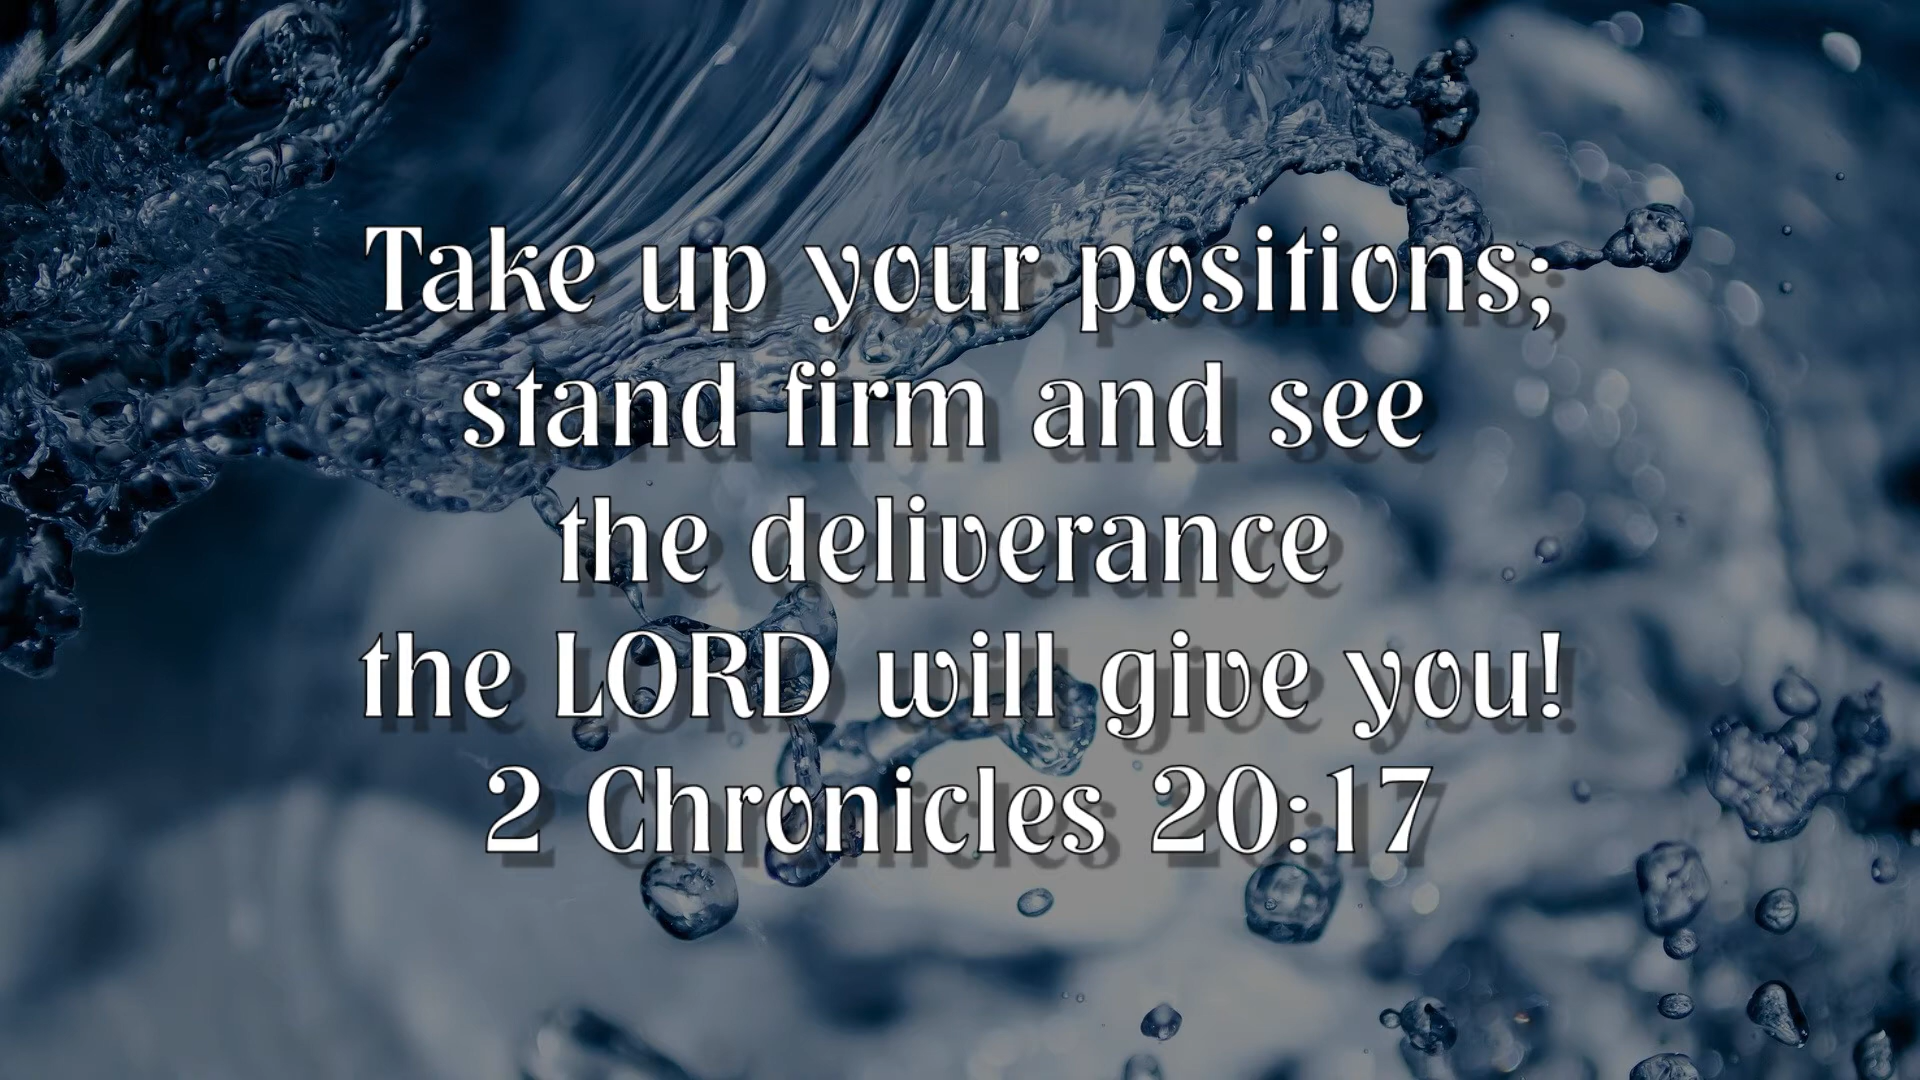 Take up your positions;
stand firm and see
the deliverance
the LORD will give you!
2 Chronicles 20:17